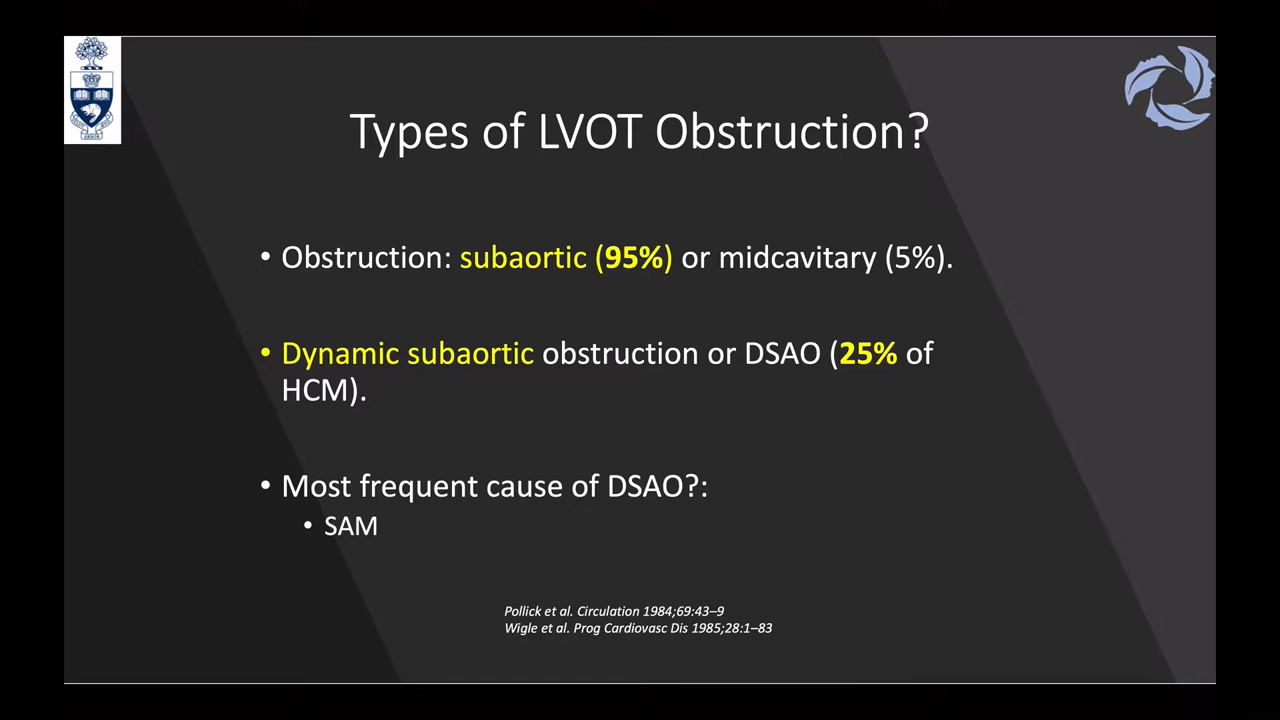 Types of LVOT Obstruction?
• Obstruction: subaortic (95%) or midcavitary (5%).
• Dynamic subaortic obstruction or DSAO (25% of
HCM).
• Most frequent cause of DSAO?:
• SAM
Pollick et al. Circulation 1984;69:43–9
Wigle et al. Prog Cardiovasc Dis 1985;28:1–83